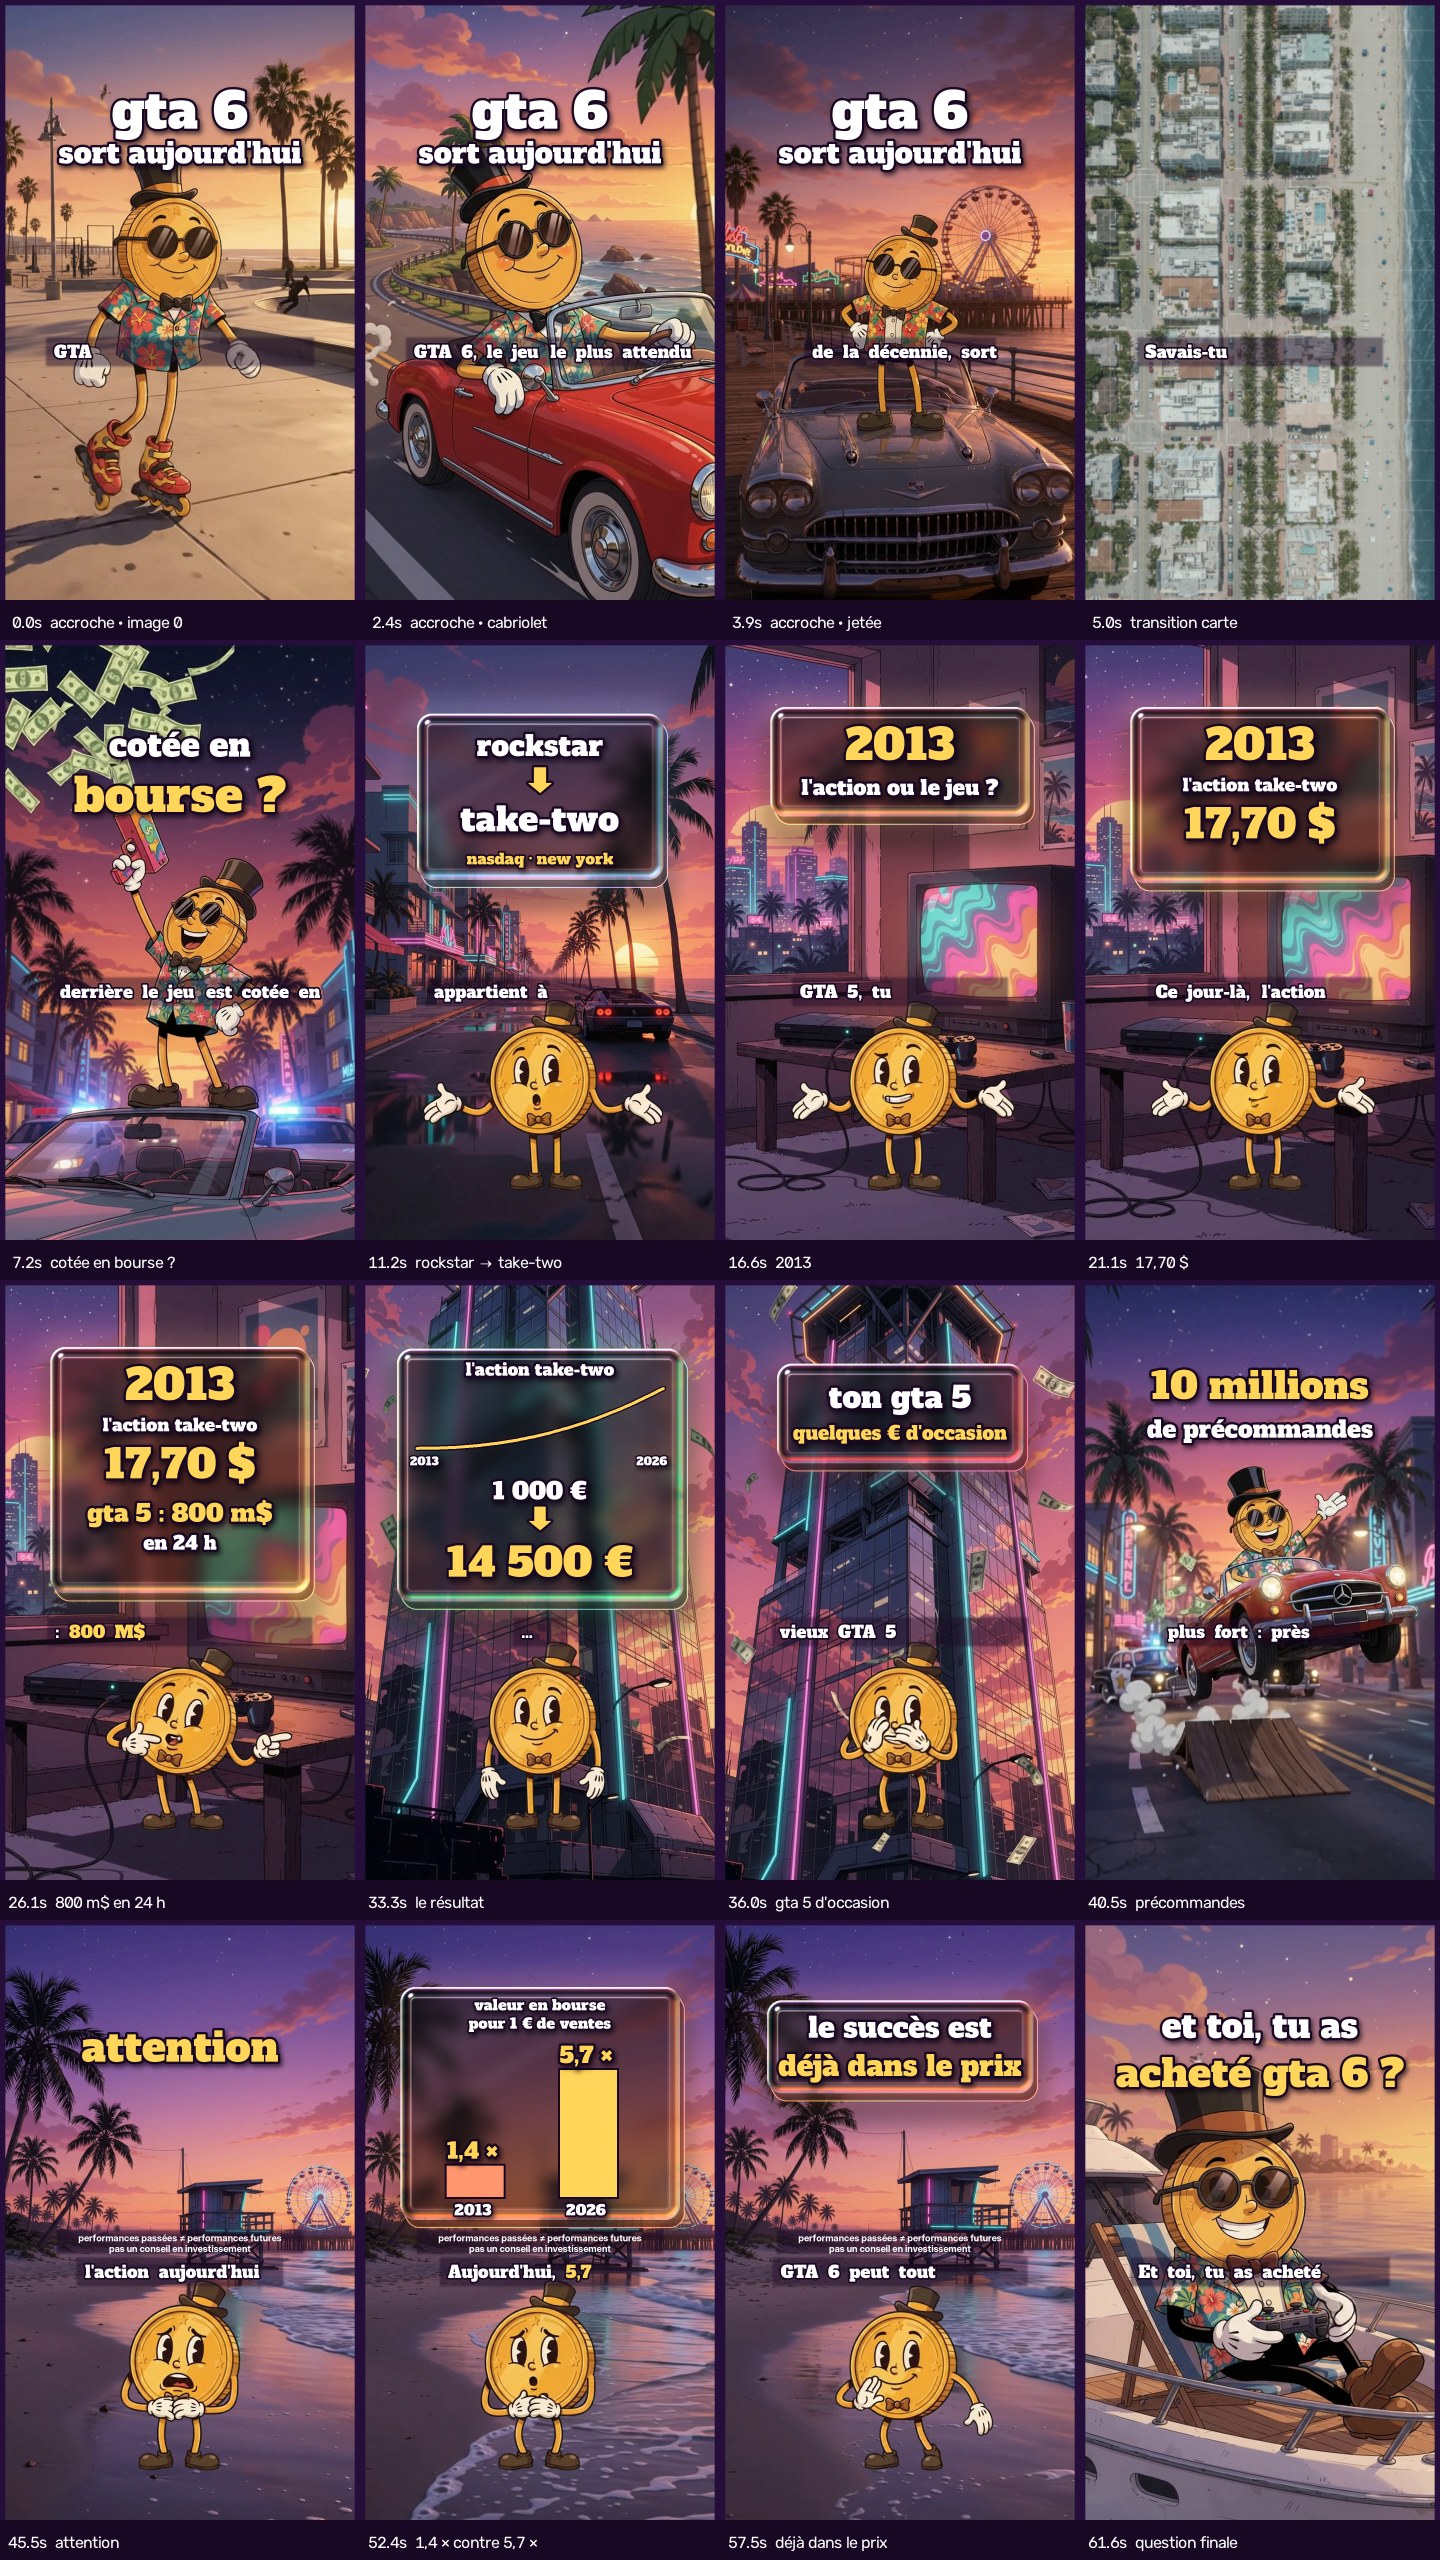 gta 6
sort aujourd'hui
GTA
0.0s accroche • image 0
gta 6
sort aujourd'hui
GTA 6, le jeu le plus attendu
2.4s accroche • cabriolet
gta 6
sort aujourd'hui
de la décennie, sort
3.9s accroche • jetée
Savais-tu
5.0s transition carte
cotée en
bourse ?
derrière le jeu est cotée en
7.2s cotée en bourse ?
rockstar
take-two
nasdaq · new york
appartient à
11.2s rockstar → take-two
2013
l'action ou le jeu ?
GTA 5, tu
16.6s 2013
2013
l'action take-two
17,70 $
Ce jour-là, l'action
21.1s 17,70 $
2013
l'action take-two
17,70 $
gta 5 : 800 m$
en 24 h
: 800 M$
26.1s 800 m$ en 24 h
l'action take-two
2013 2026
1 000 €
14 500 €
...
33.3s le résultat
ton gta 5
quelques € d'occasion
vieux GTA 5
36.0s gta 5 d'occasion
10 millions
de précommandes
plus fort : près
40.5s précommandes
attention
performances passées ≠ performances futures
pas un conseil en investissement
l'action aujourd'hui
45.5s attention
valeur en bourse
pour 1 € de ventes
5,7 ×
1,4 ×
2013 2026
performances passées ≠ performances futures
pas un conseil en investissement
Aujourd'hui, 5,7
52.4s 1,4 × contre 5,7 ×
le succès est
déjà dans le prix
performances passées ≠ performances futures
pas un conseil en investissement
GTA 6 peut tout
57.5s déjà dans le prix
et toi, tu as
acheté gta 6 ?
Et toi, tu as acheté
61.6s question finale